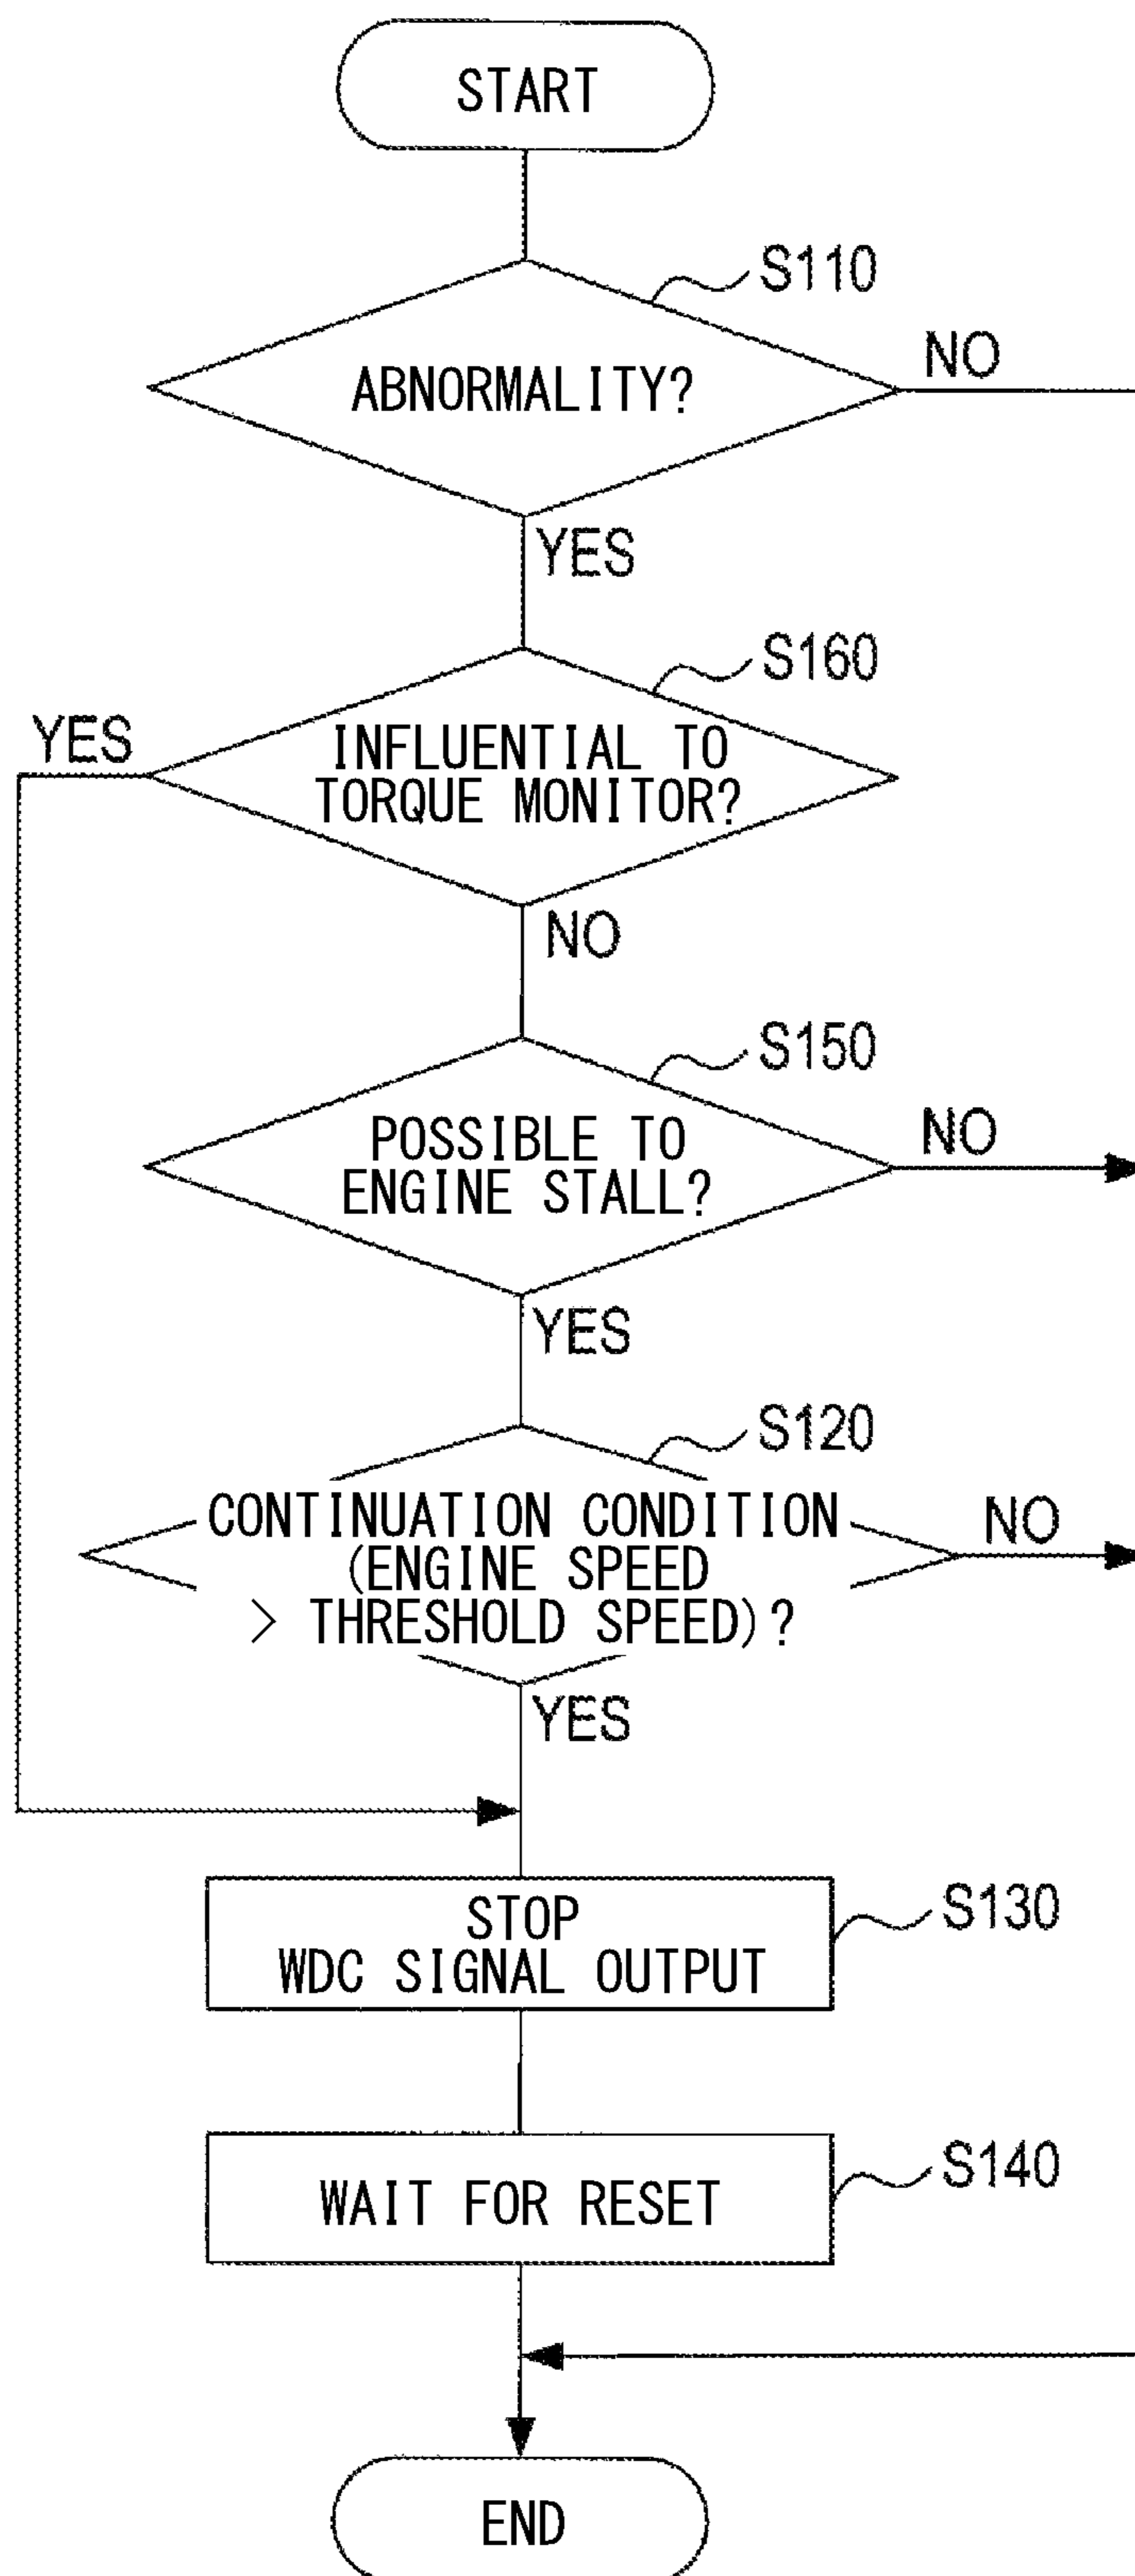 START
S110
ABNORMALITY?
NO
YES
S160
YES
INFLUENTIAL TO
TORQUE MONITOR?
NO
S150
POSSIBLE TO
ENGINE STALL?
NO
YES
S120
CONTINUATION CONDITION
(ENGINE SPEED
> THRESHOLD SPEED)?
NO
YES
STOP
WDC SIGNAL OUTPUT
S130
WAIT FOR RESET
S140
END